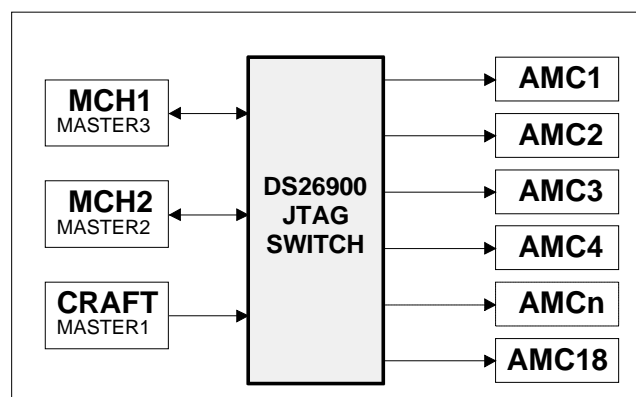 MCH1
MASTER3
MCH2
MASTER2
CRAFT
MASTER1
DS26900
JTAG
SWITCH
AMC1
AMC2
AMC3
AMC4
AMCn
AMC18